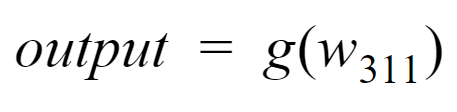 output = g(w₃₁₁)